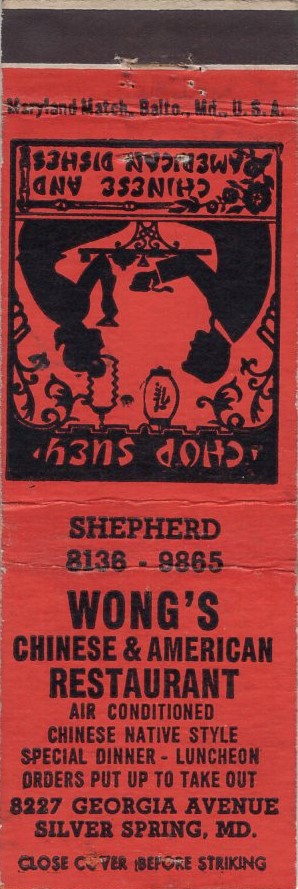 Maryland Match, Balto., Md., U.S.A.
CHINESE AND
AMERICAN DISHES
"CHOP SUEY"
SHEPHERD
8136 - 9865
WONG'S
CHINESE & AMERICAN
RESTAURANT
AIR CONDITIONED
CHINESE NATIVE STYLE
SPECIAL DINNER - LUNCHEON
ORDERS PUT UP TO TAKE OUT
8227 GEORGIA AVENUE
SILVER SPRING, MD.
CLOSE COVER BEFORE STRIKING